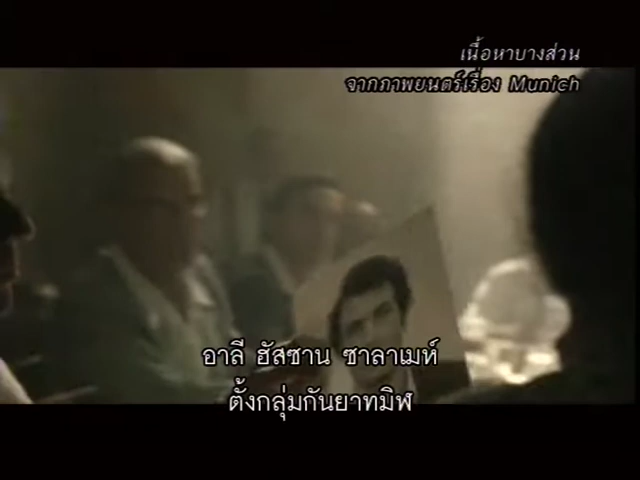 เนื้อหาบางส่วน
จากภาพยนตร์เรื่อง Munich
อาลี ฮัสซาน ซาลาเมห์
ตั้งกลุ่มกันยาทมิฬ